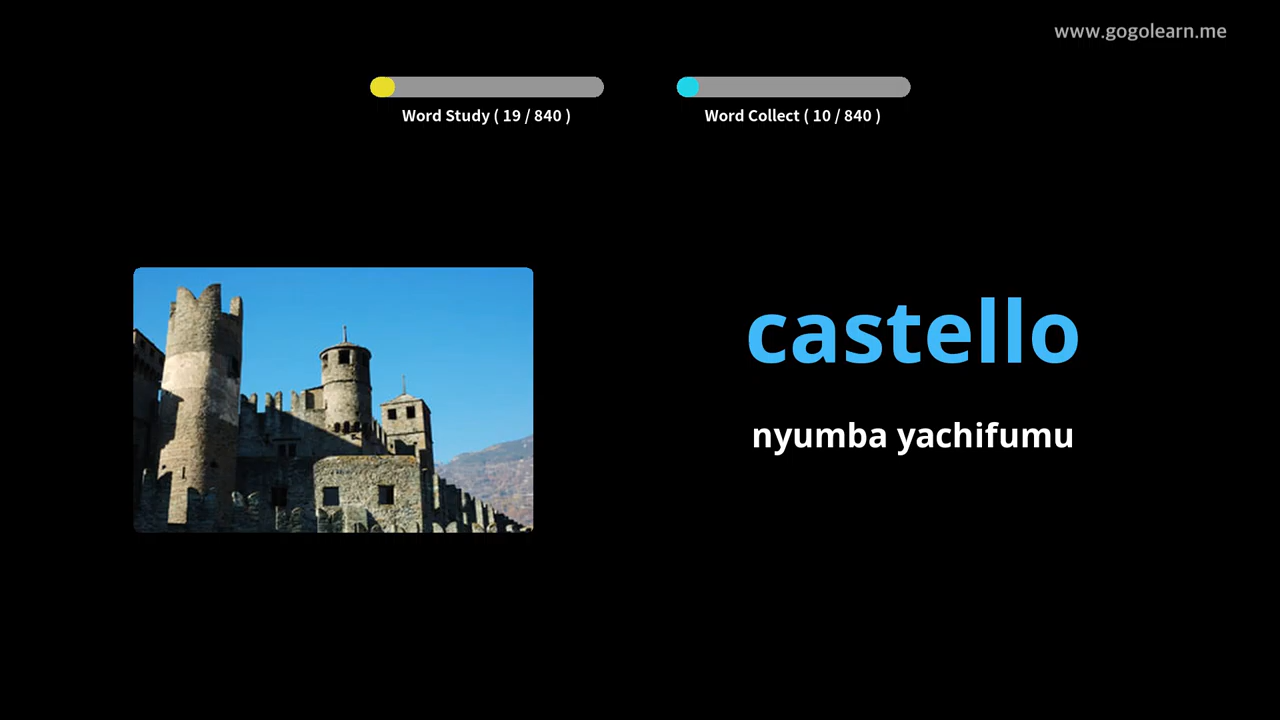 www.gogolearn.me
Word Study ( 19 / 840 )
Word Collect ( 10 / 840 )
castello
nyumba yachifumu